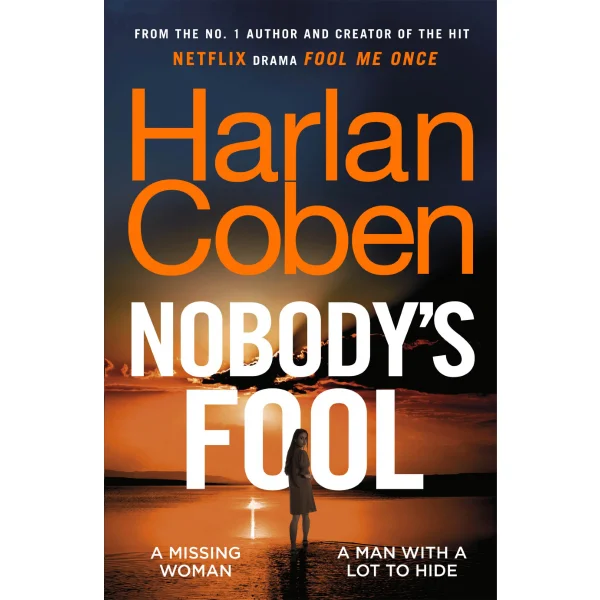 FROM THE NO. 1 AUTHOR AND CREATOR OF THE HIT
NETFLIX DRAMA FOOL ME ONCE
Harlan
Coben
NOBODY'S
FOOL
A MISSING
WOMAN
A MAN WITH A
LOT TO HIDE